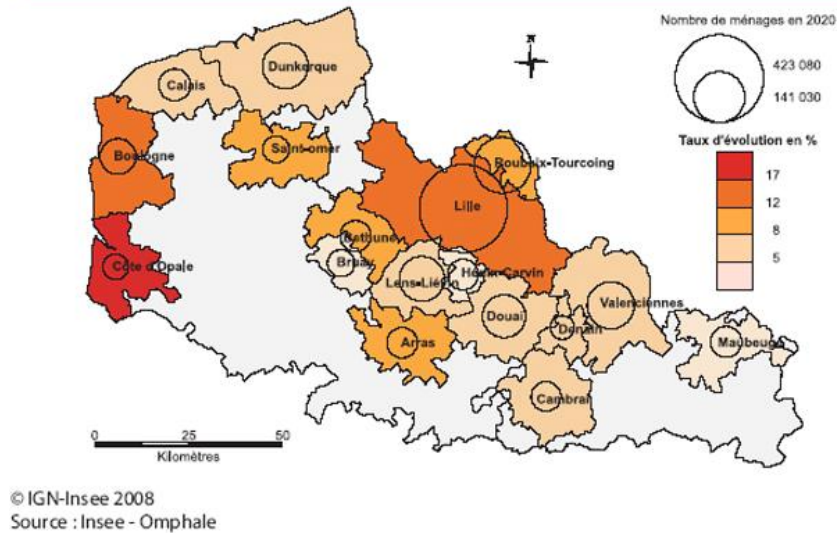 Nombre de ménages en 2020
423 080
141 030
Taux d'évolution en %
17
12
8
5
Dunkerque
Calais
Saint-omer
Boulogne
Roubaix-Tourcoing
Lille
Béthune
Bruay
Côte d'Opale
Lens-Liévin
Hénin-Carvin
Valenciennes
Douai
Denain
Arras
Maubeuge
Cambrai
0 25 50
Kilomètres
© IGN-Insee 2008
Source : Insee - Omphale